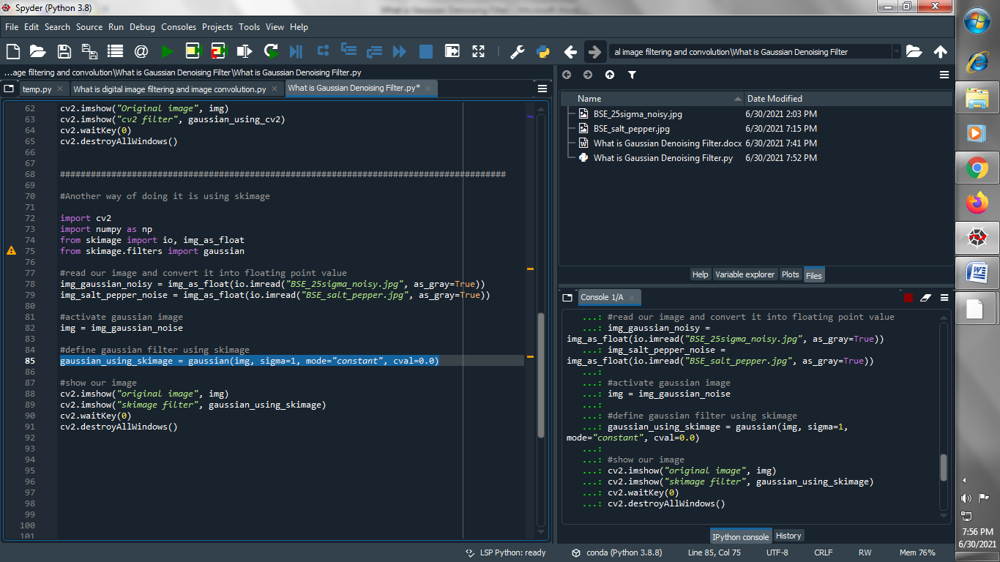 Spyder (Python 3.8)
File Edit Search Source Run Debug Consoles Projects Tools View Help
al image filtering and convolution\What is Gaussian Denoising Filter
...age filtering and convolution\What is Gaussian Denoising Filter\What is Gaussian Denoising Filter.py
temp.py
What is digital image filtering and image convolution.py
What is Gaussian Denoising Filter.py*
62 cv2.imshow("Original image", img)
63 cv2.imshow("cv2 filter", gaussian_using_cv2)
64 cv2.waitKey(0)
65 cv2.destroyAllWindows()
66
67
68 #######################################################################################
69
70 #Another way of doing it is using skimage
71
72 import cv2
73 import numpy as np
74 from skimage import io, img_as_float
75 from skimage.filters import gaussian
76
77 #read our image and convert it into floating point value
78 img_gaussian_noisy = img_as_float(io.imread("BSE_25sigma_noisy.jpg", as_gray=True))
79 img_salt_pepper_noise = img_as_float(io.imread("BSE_salt_pepper.jpg", as_gray=True))
80
81 #activate gaussian image
82 img = img_gaussian_noise
83
84 #define gaussian filter using skimage
85 gaussian_using_skimage = gaussian(img, sigma=1, mode="constant", cval=0.0)
86
87 #show our image
88 cv2.imshow("original image", img)
89 cv2.imshow("skimage filter", gaussian_using_skimage)
90 cv2.waitKey(0)
91 cv2.destroyAllWindows()
92
93
94
95
96
97
98
99
100
101
Name Date Modified
BSE_25sigma_noisy.jpg 6/30/2021 2:03 PM
BSE_salt_pepper.jpg 6/30/2021 7:15 PM
What is Gaussian Denoising Filter.docx 6/30/2021 7:41 PM
What is Gaussian Denoising Filter.py 6/30/2021 7:52 PM
Help Variable explorer Plots Files
Console 1/A
...: #read our image and convert it into floating point value
...: img_gaussian_noisy =
img_as_float(io.imread("BSE_25sigma_noisy.jpg", as_gray=True))
...: img_salt_pepper_noise =
img_as_float(io.imread("BSE_salt_pepper.jpg", as_gray=True))
...:
...: #activate gaussian image
...: img = img_gaussian_noise
...:
...: #define gaussian filter using skimage
...: gaussian_using_skimage = gaussian(img, sigma=1,
mode="constant", cval=0.0)
...:
...: #show our image
...: cv2.imshow("original image", img)
...: cv2.imshow("skimage filter", gaussian_using_skimage)
...: cv2.waitKey(0)
...: cv2.destroyAllWindows()
IPython console History
LSP Python: ready conda (Python 3.8.8) Line 85, Col 75 UTF-8 CRLF RW Mem 76%
7:56 PM
6/30/2021